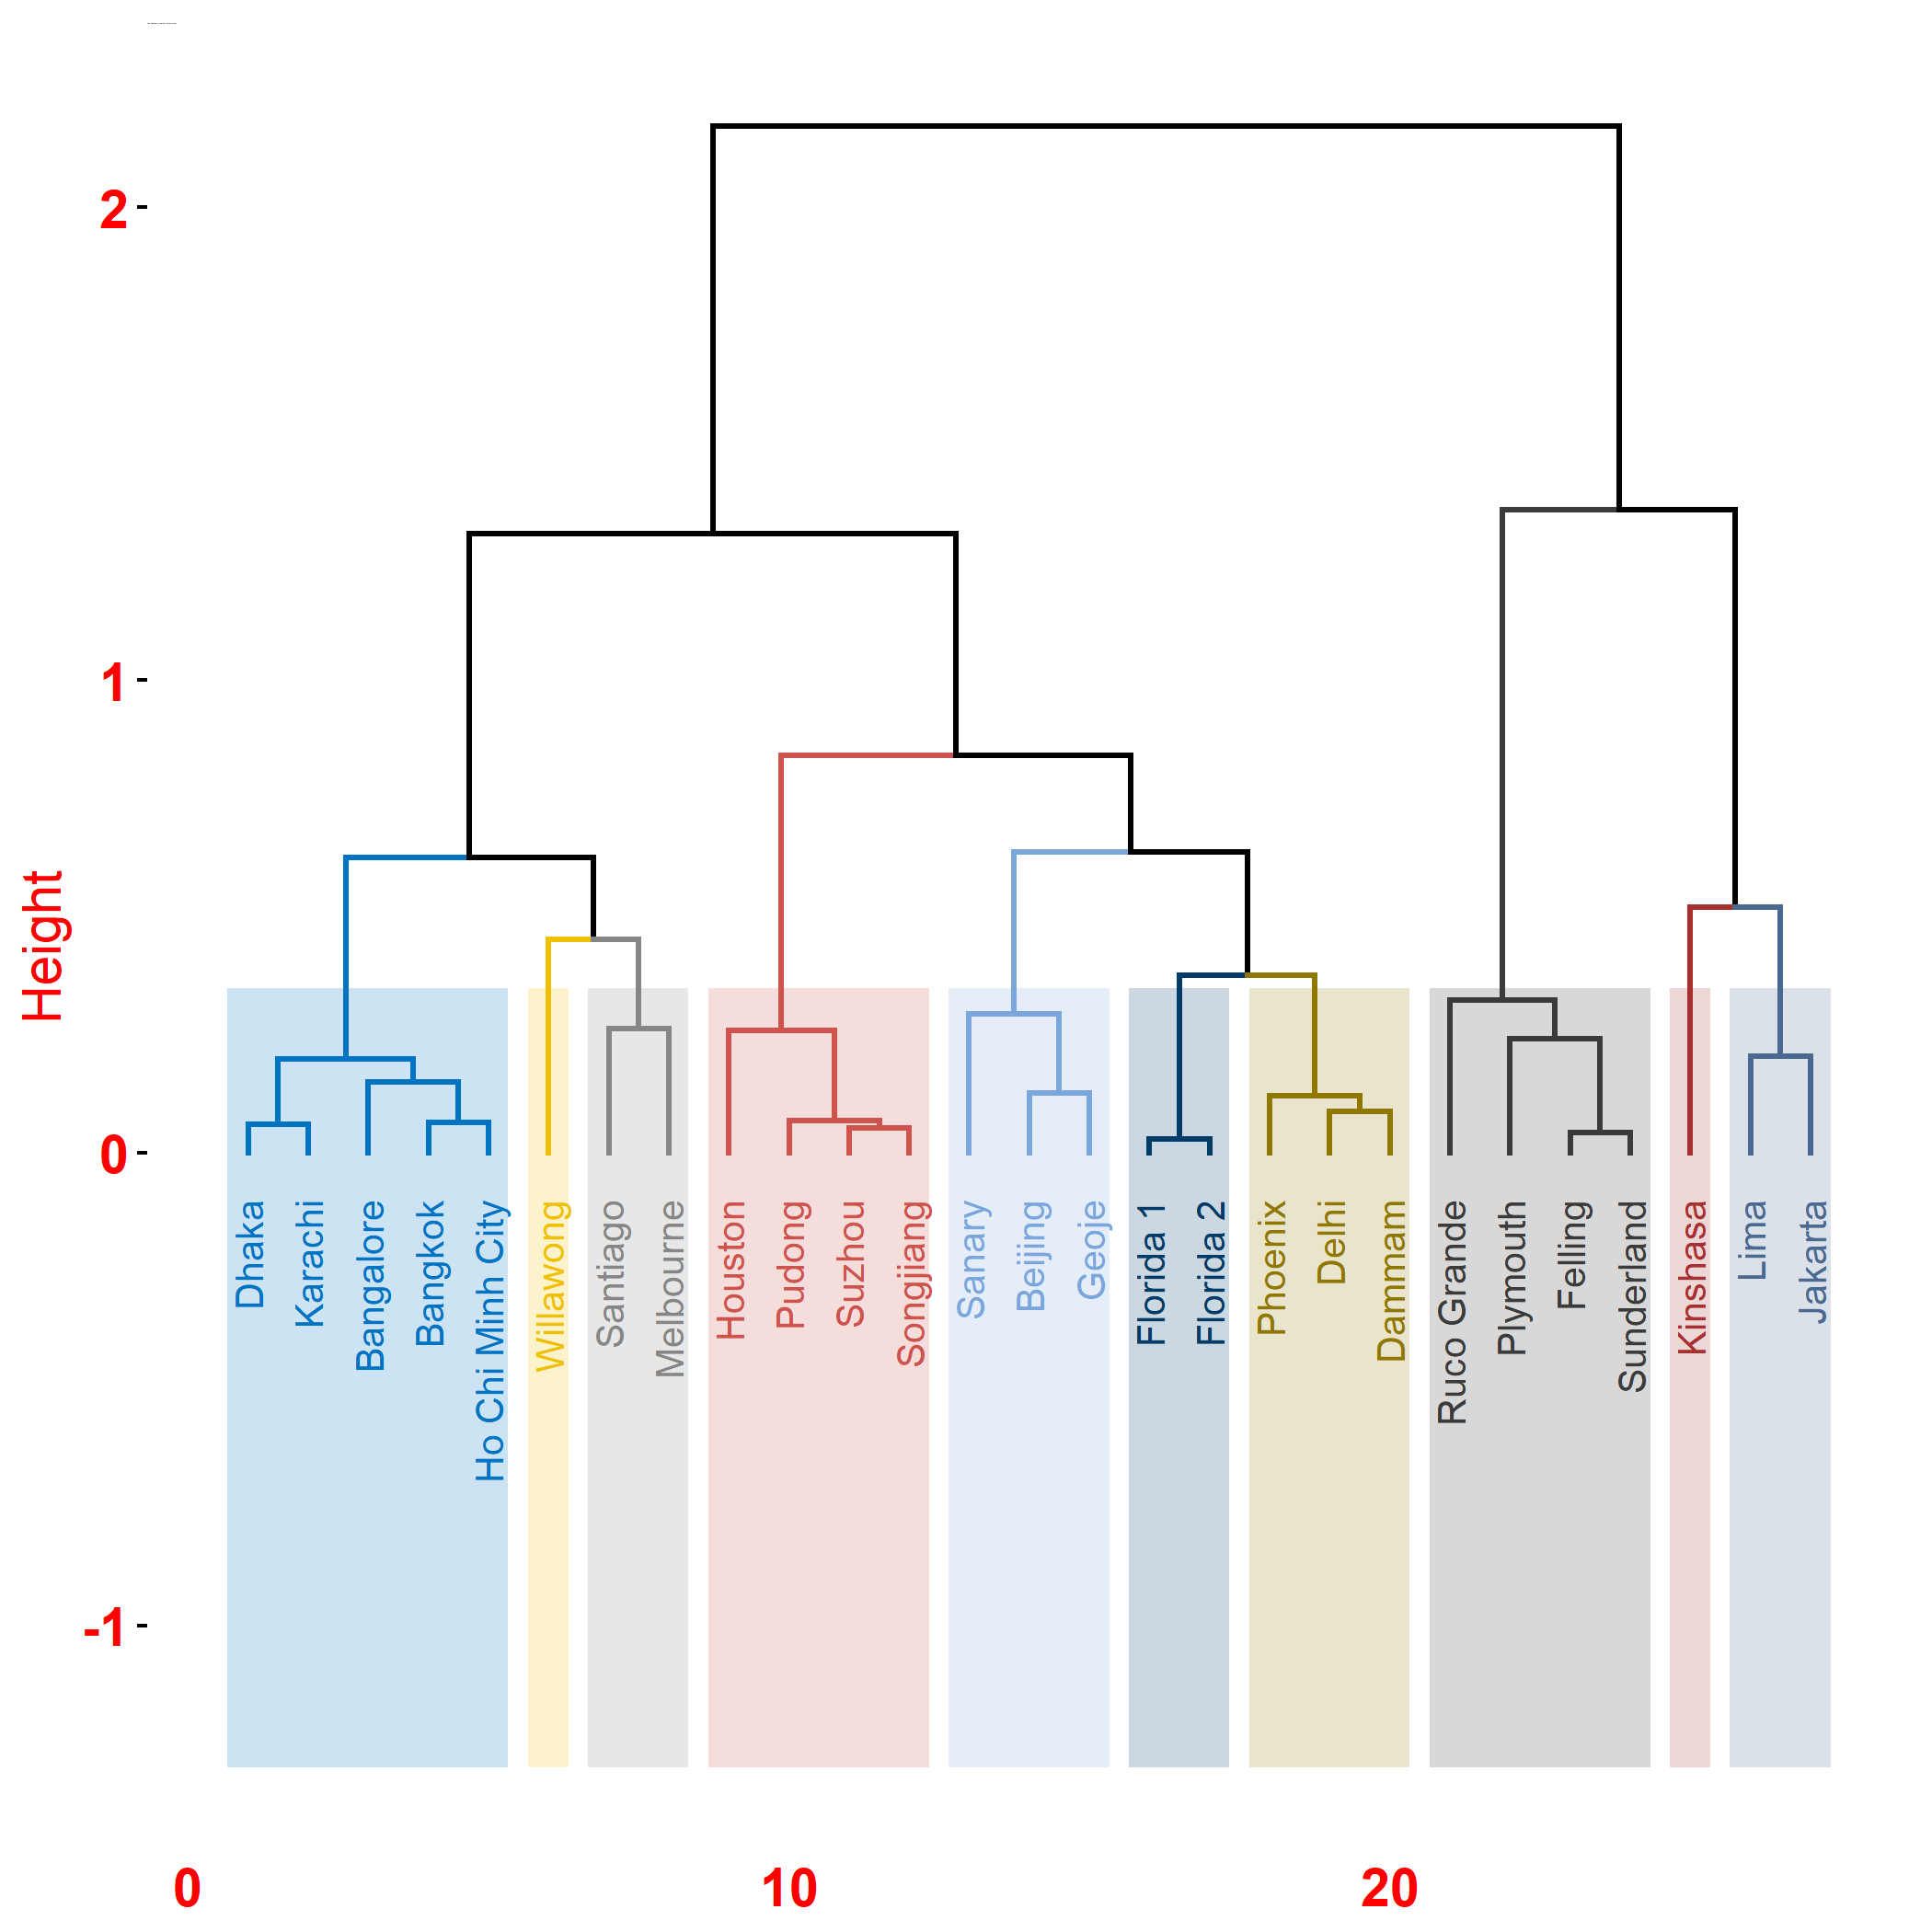 2
1
0
-1
Height
Dhaka
Karachi
Bangalore
Bangkok
Ho Chi Minh City
Willawong
Santiago
Melbourne
Houston
Pudong
Suzhou
Songjiang
Sanary
Beijing
Geoje
Florida 1
Florida 2
Phoenix
Delhi
Dammam
Ruco Grande
Plymouth
Felling
Sunderland
Kinshasa
Lima
Jakarta
0
10
20